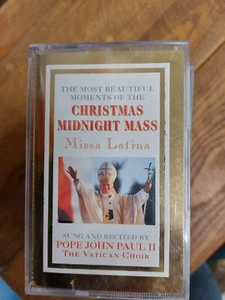 THE MOST BEAUTIFUL
MOMENTS OF THE
CHRISTMAS
MIDNIGHT MASS
Missa Latina
SUNG AND RECITED BY
POPE JOHN PAUL II
THE VATICAN CHOIR